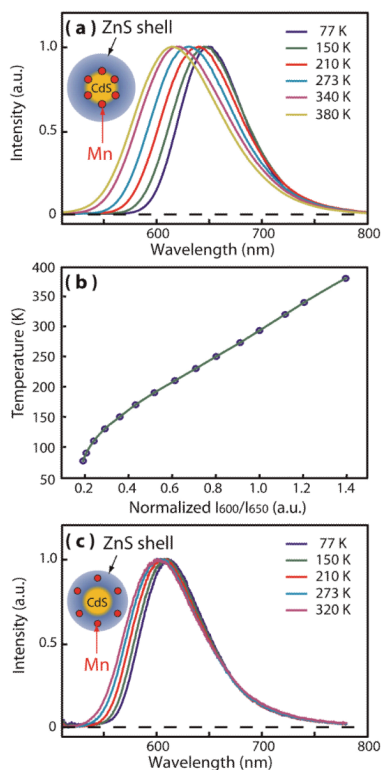 (a)
ZnS shell
CdS
Mn
77 K
150 K
210 K
273 K
340 K
380 K
Intensity (a.u.)
1.0
0.5
0
600
700
800
Wavelength (nm)
(b)
Temperature (K)
400
350
300
250
200
150
100
50
0.2
0.4
0.6
0.8
1.0
1.2
1.4
Normalized I600/I650 (a.u.)
(c)
ZnS shell
CdS
Mn
77 K
150 K
210 K
273 K
320 K
Intensity (a.u.)
1.0
0.5
0
600
700
800
Wavelength (nm)